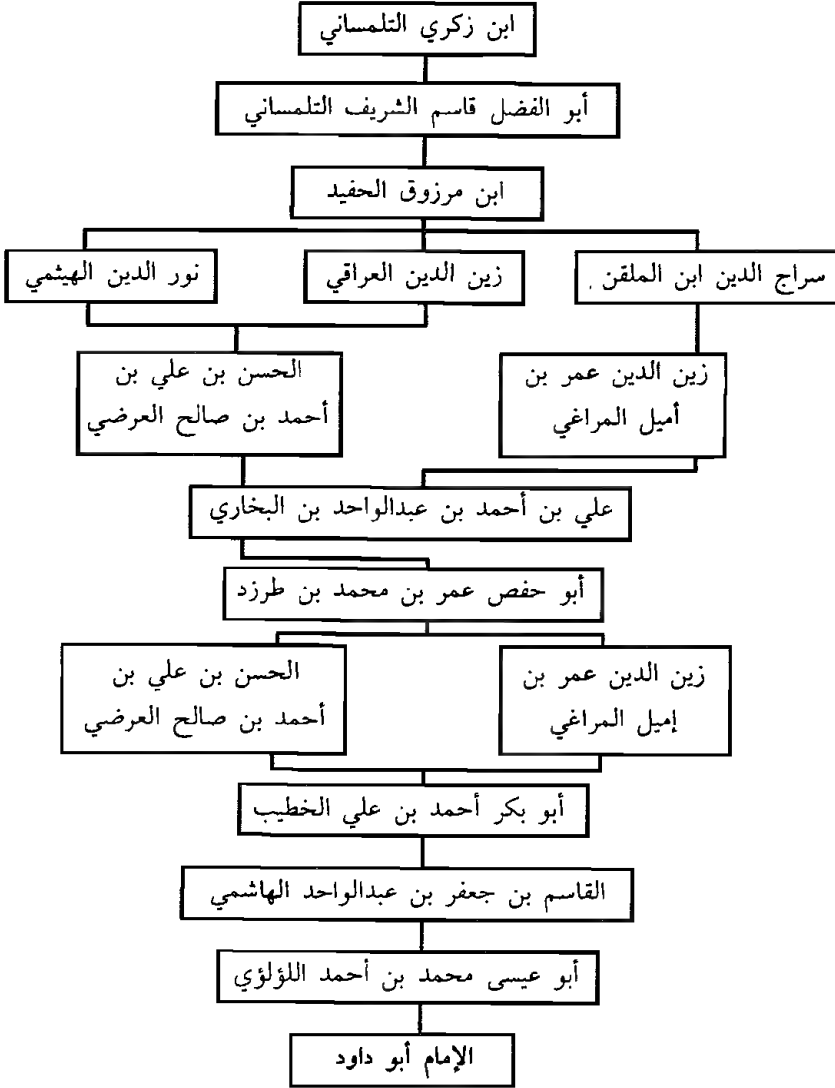 ابن زكري التلمساني
أبو الفضل قاسم الشريف التلمساني
ابن مرزوق الحفيد
سراج الدين ابن الملقن
زين الدين العراقي
نور الدين الهيثمي
زين الدين عمر بن
أميل المراغي
الحسن بن علي بن
أحمد بن صالح العرضي
علي بن أحمد بن عبدالواحد بن البخاري
أبو حفص عمر بن محمد بن طرزد
زين الدين عمر بن
إميل المراغي
الحسن بن علي بن
أحمد بن صالح العرضي
أبو بكر أحمد بن علي الخطيب
القاسم بن جعفر بن عبدالواحد الهاشمي
أبو عيسى محمد بن أحمد اللؤلؤي
الإمام أبو داود